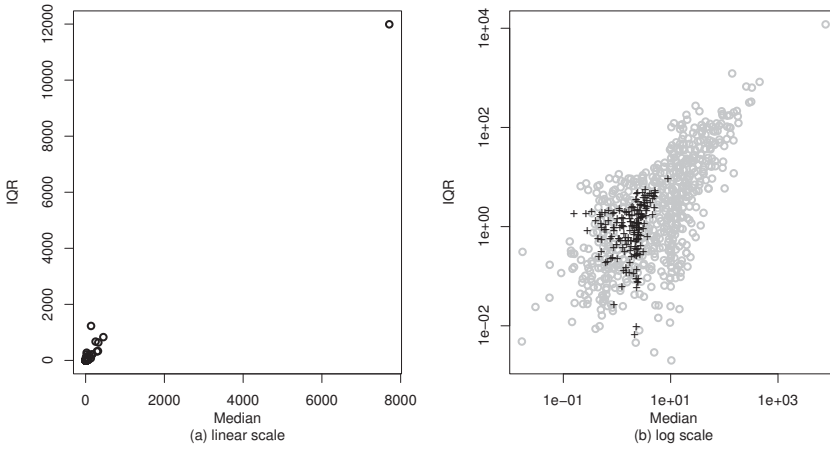 12000
10000
8000
6000
4000
2000
0
IQR
0 2000 4000 6000 8000
Median
(a) linear scale
1e+04
1e+02
1e+00
1e−02
IQR
1e−01 1e+01 1e+03
Median
(b) log scale